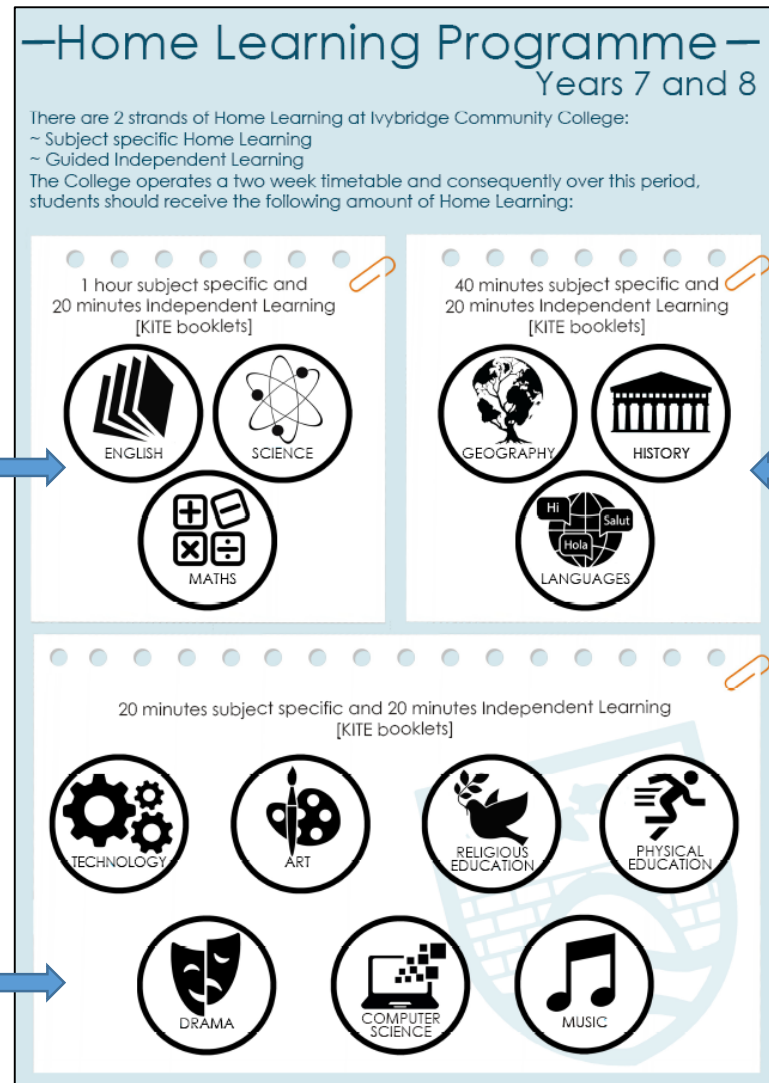 Home Learning Programme
Years 7 and 8
There are 2 strands of Home Learning at Ivybridge Community College:
~ Subject specific Home Learning
~ Guided Independent Learning
The College operates a two week timetable and consequently over this period,
students should receive the following amount of Home Learning:
1 hour subject specific and
20 minutes Independent Learning
[KITE booklets]
ENGLISH
SCIENCE
MATHS
40 minutes subject specific and
20 minutes Independent Learning
[KITE booklets]
GEOGRAPHY
HISTORY
Hi
Salut
Hola
LANGUAGES
20 minutes subject specific and 20 minutes Independent Learning
[KITE booklets]
TECHNOLOGY
ART
RELIGIOUS
EDUCATION
PHYSICAL
EDUCATION
DRAMA
COMPUTER
SCIENCE
MUSIC